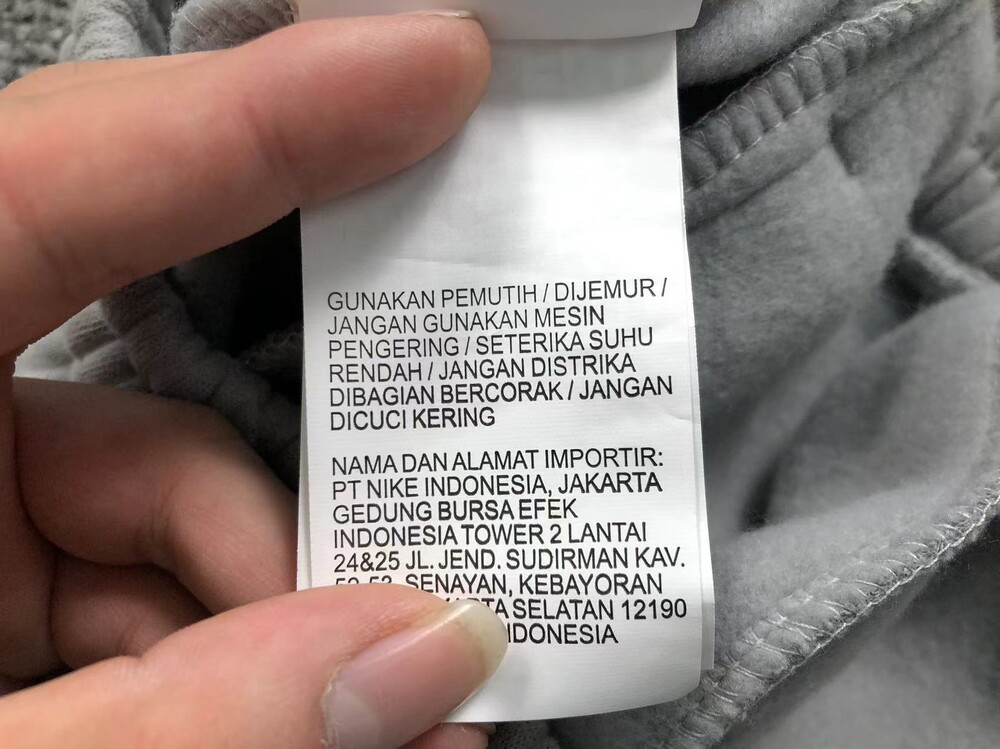 GUNAKAN PEMUTIH / DIJEMUR /
JANGAN GUNAKAN MESIN
PENGERING / SETERIKA SUHU
RENDAH / JANGAN DISTRIKA
DIBAGIAN BERCORAK / JANGAN
DICUCI KERING
NAMA DAN ALAMAT IMPORTIR:
PT NIKE INDONESIA, JAKARTA
GEDUNG BURSA EFEK
INDONESIA TOWER 2 LANTAI
24&25 JL. JEND. SUDIRMAN KAV.
SENAYAN, KEBAYORAN
SELATAN 12190